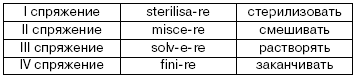 I спряжение sterilisa-re стерилизовать
II спряжение misce-re смешивать
III спряжение solv-e-re растворять
IV спряжение fini-re заканчивать